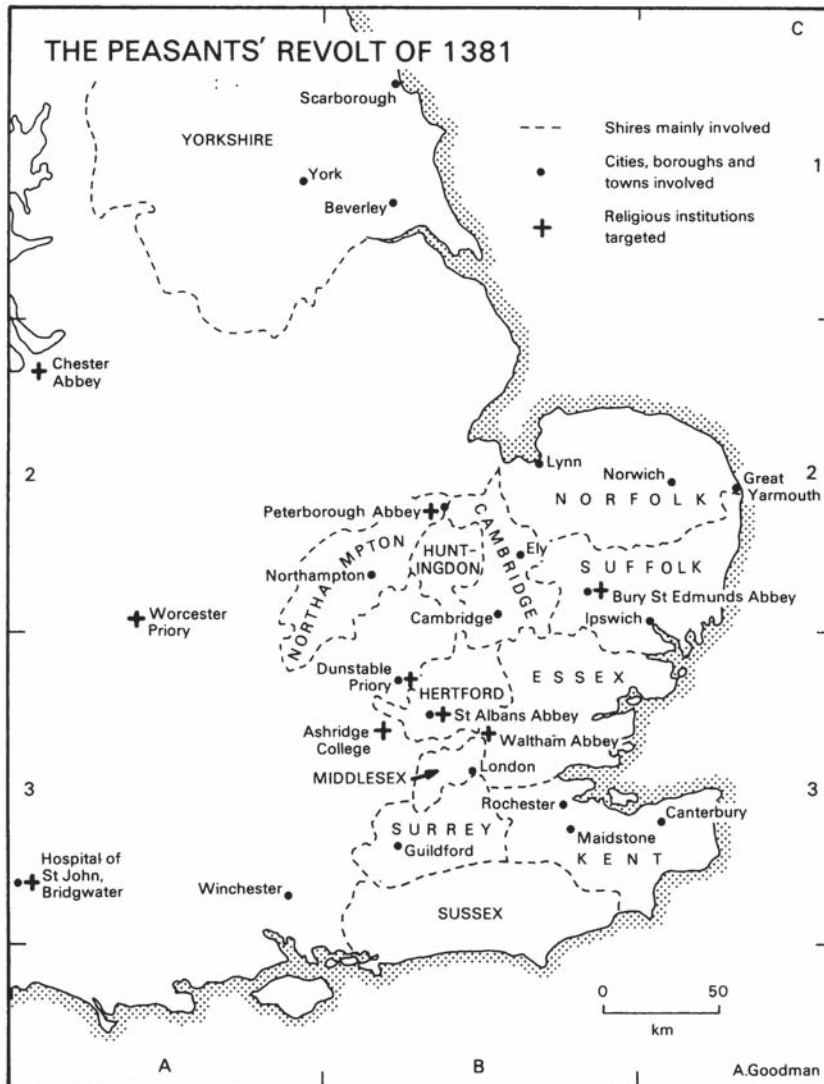 THE PEASANTS' REVOLT OF 1381
C
Scarborough
YORKSHIRE
York
Beverley
Shires mainly involved
Cities, boroughs and
towns involved
Religious institutions
targeted
1
Chester
Abbey
2
Lynn
Norwich
Great
Yarmouth
2
NORFOLK
Peterborough Abbey
NORTHAMPTON
HUNT-
INGDON
CAMBRIDGE
Ely
SUFFOLK
Northampton
Bury St Edmunds Abbey
Worcester
Priory
Cambridge
Ipswich
Dunstable
Priory
HERTFORD
ESSEX
St Albans Abbey
Ashridge
College
Waltham Abbey
MIDDLESEX
London
3
3
Rochester
Canterbury
SURREY
Maidstone
Guildford
KENT
Hospital of
St John,
Bridgwater
Winchester
SUSSEX
0 50
km
A
B
A.Goodman